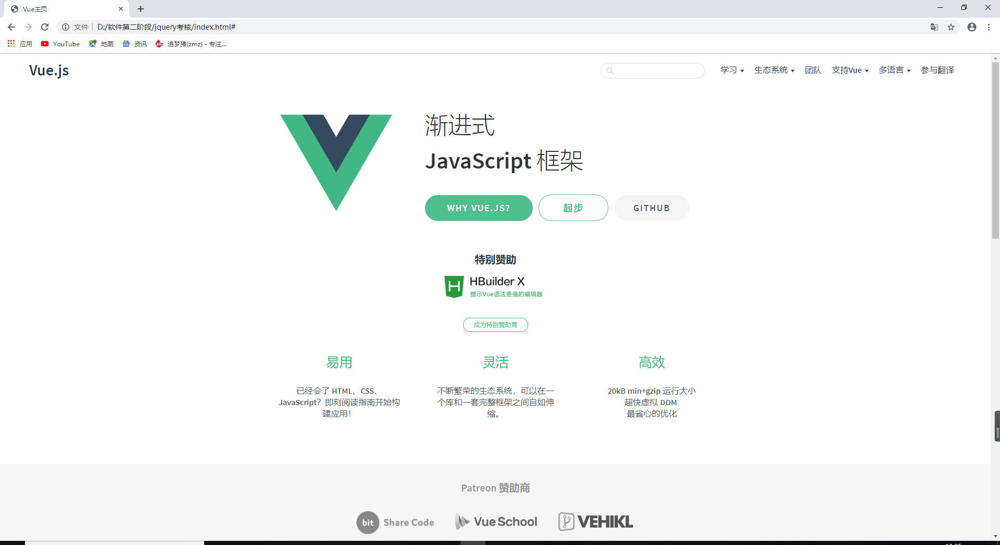 Vue主页
文件 D:/软件第二阶段/jquery考核/index.html#
应用 YouTube 地图 资讯 追梦猪(zmz) - 专注...
Vue.js
学习 生态系统 团队 支持Vue 多语言 参与翻译
渐进式
JavaScript 框架
WHY VUE.JS? 起步 GITHUB
特别赞助
H HBuilder X
提示Vue语法更强的编辑器
成为特别赞助商
易用 灵活 高效
已经会了 HTML、CSS、
JavaScript？即刻阅读指南开始构
建应用！
不断繁荣的生态系统，可以在一
个库和一套完整框架之间自如伸
缩。
20kB min+gzip 运行大小
超快虚拟 DOM
最省心的优化
Patreon 赞助商
bit Share Code Vue School VEHIKL